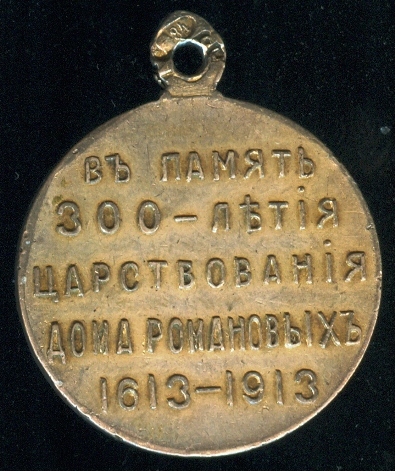 ВЪ ПАМЯТЬ
300-ЛѢТІЯ
ЦАРСТВОВАНІЯ
ДОМА РОМАНОВЫХЪ
1613-1913